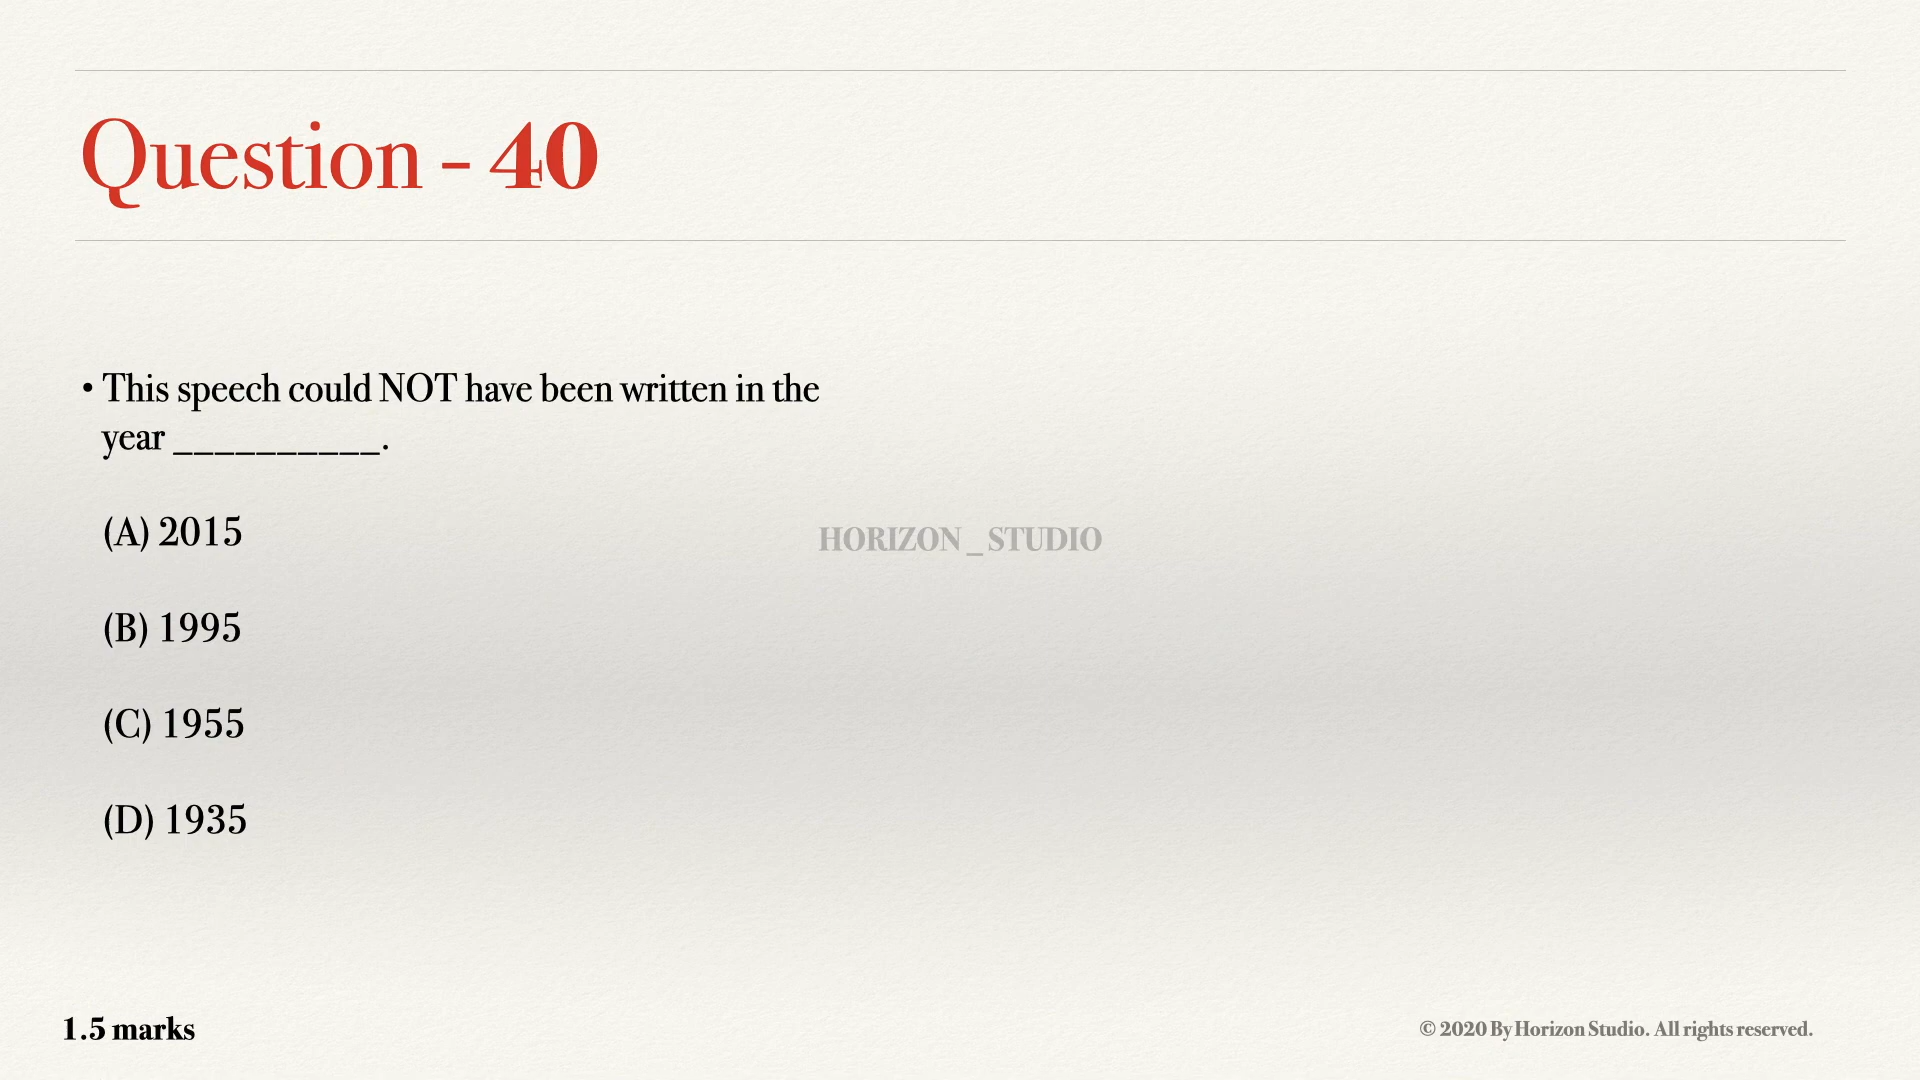 Question - 40
• This speech could NOT have been written in the
year __________.
(A) 2015
(B) 1995
HORIZON _ STUDIO
(C) 1955
(D) 1935
1.5 marks
© 2020 By Horizon Studio. All rights reserved.